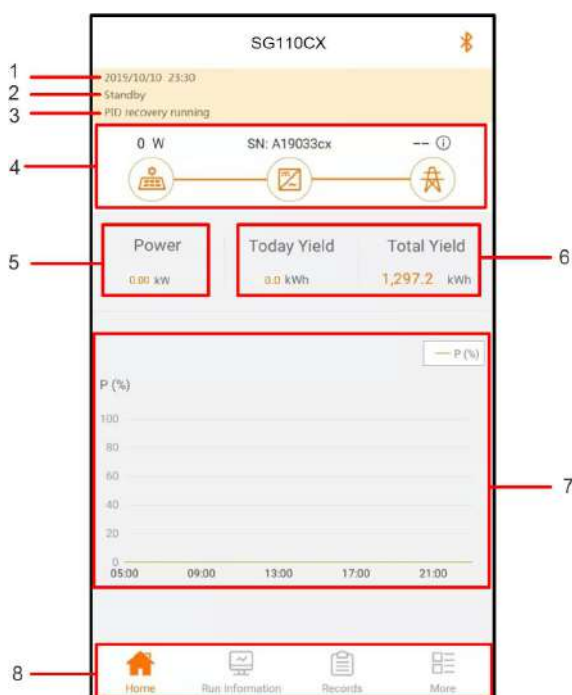 SG110CX
1
2019/10/10 23:30
2
Standby
3
PID recovery running
4
0 W SN: A19033cx --
5
Power Today Yield Total Yield
6
0.00 kW 0.0 kWh 1,297.2 kWh
P (%)
P (%)
100
80
60
7
40
20
0
05:00 09:00 13:00 17:00 21:00
8
Home Run Information Records More